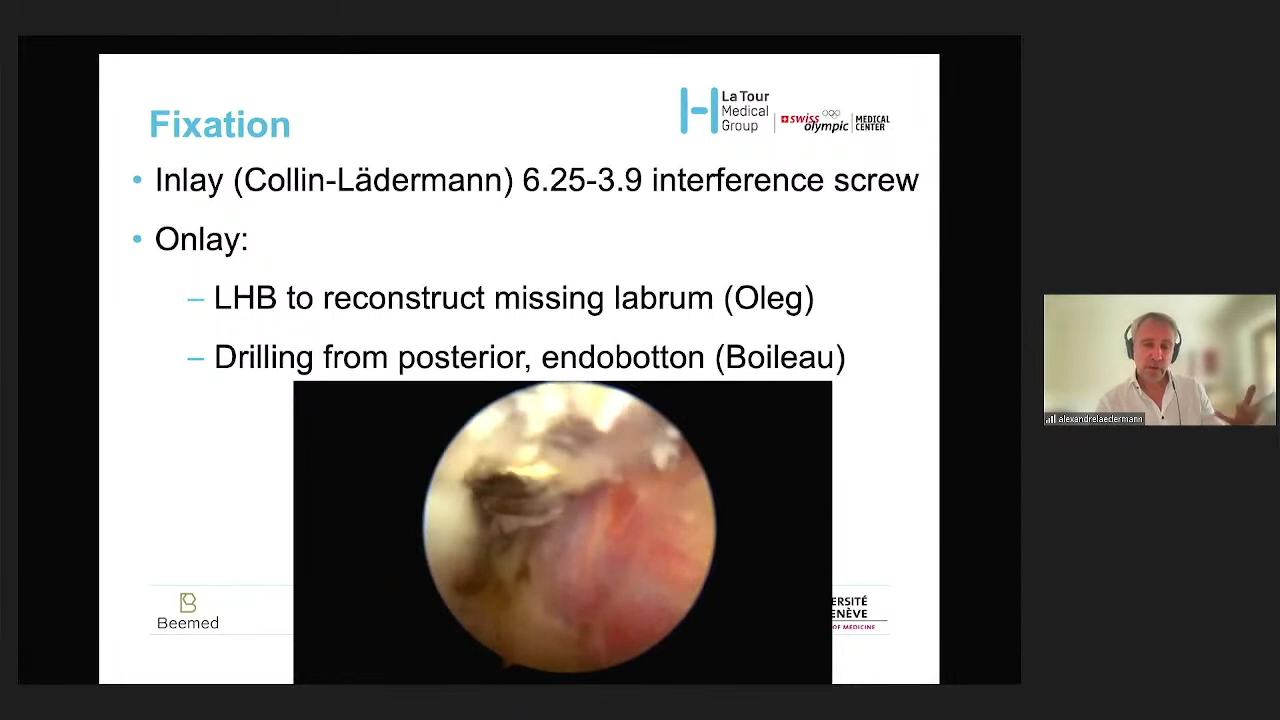 Fixation
La Tour
Medical
Group
swiss
olympic
MEDICAL
CENTER
• Inlay (Collin-Lädermann) 6.25-3.9 interference screw
• Onlay:
– LHB to reconstruct missing labrum (Oleg)
– Drilling from posterior, endobotton (Boileau)
alexandrelaedermann
Beemed
ERSITÉ
ENÈVE
OF MEDICINE